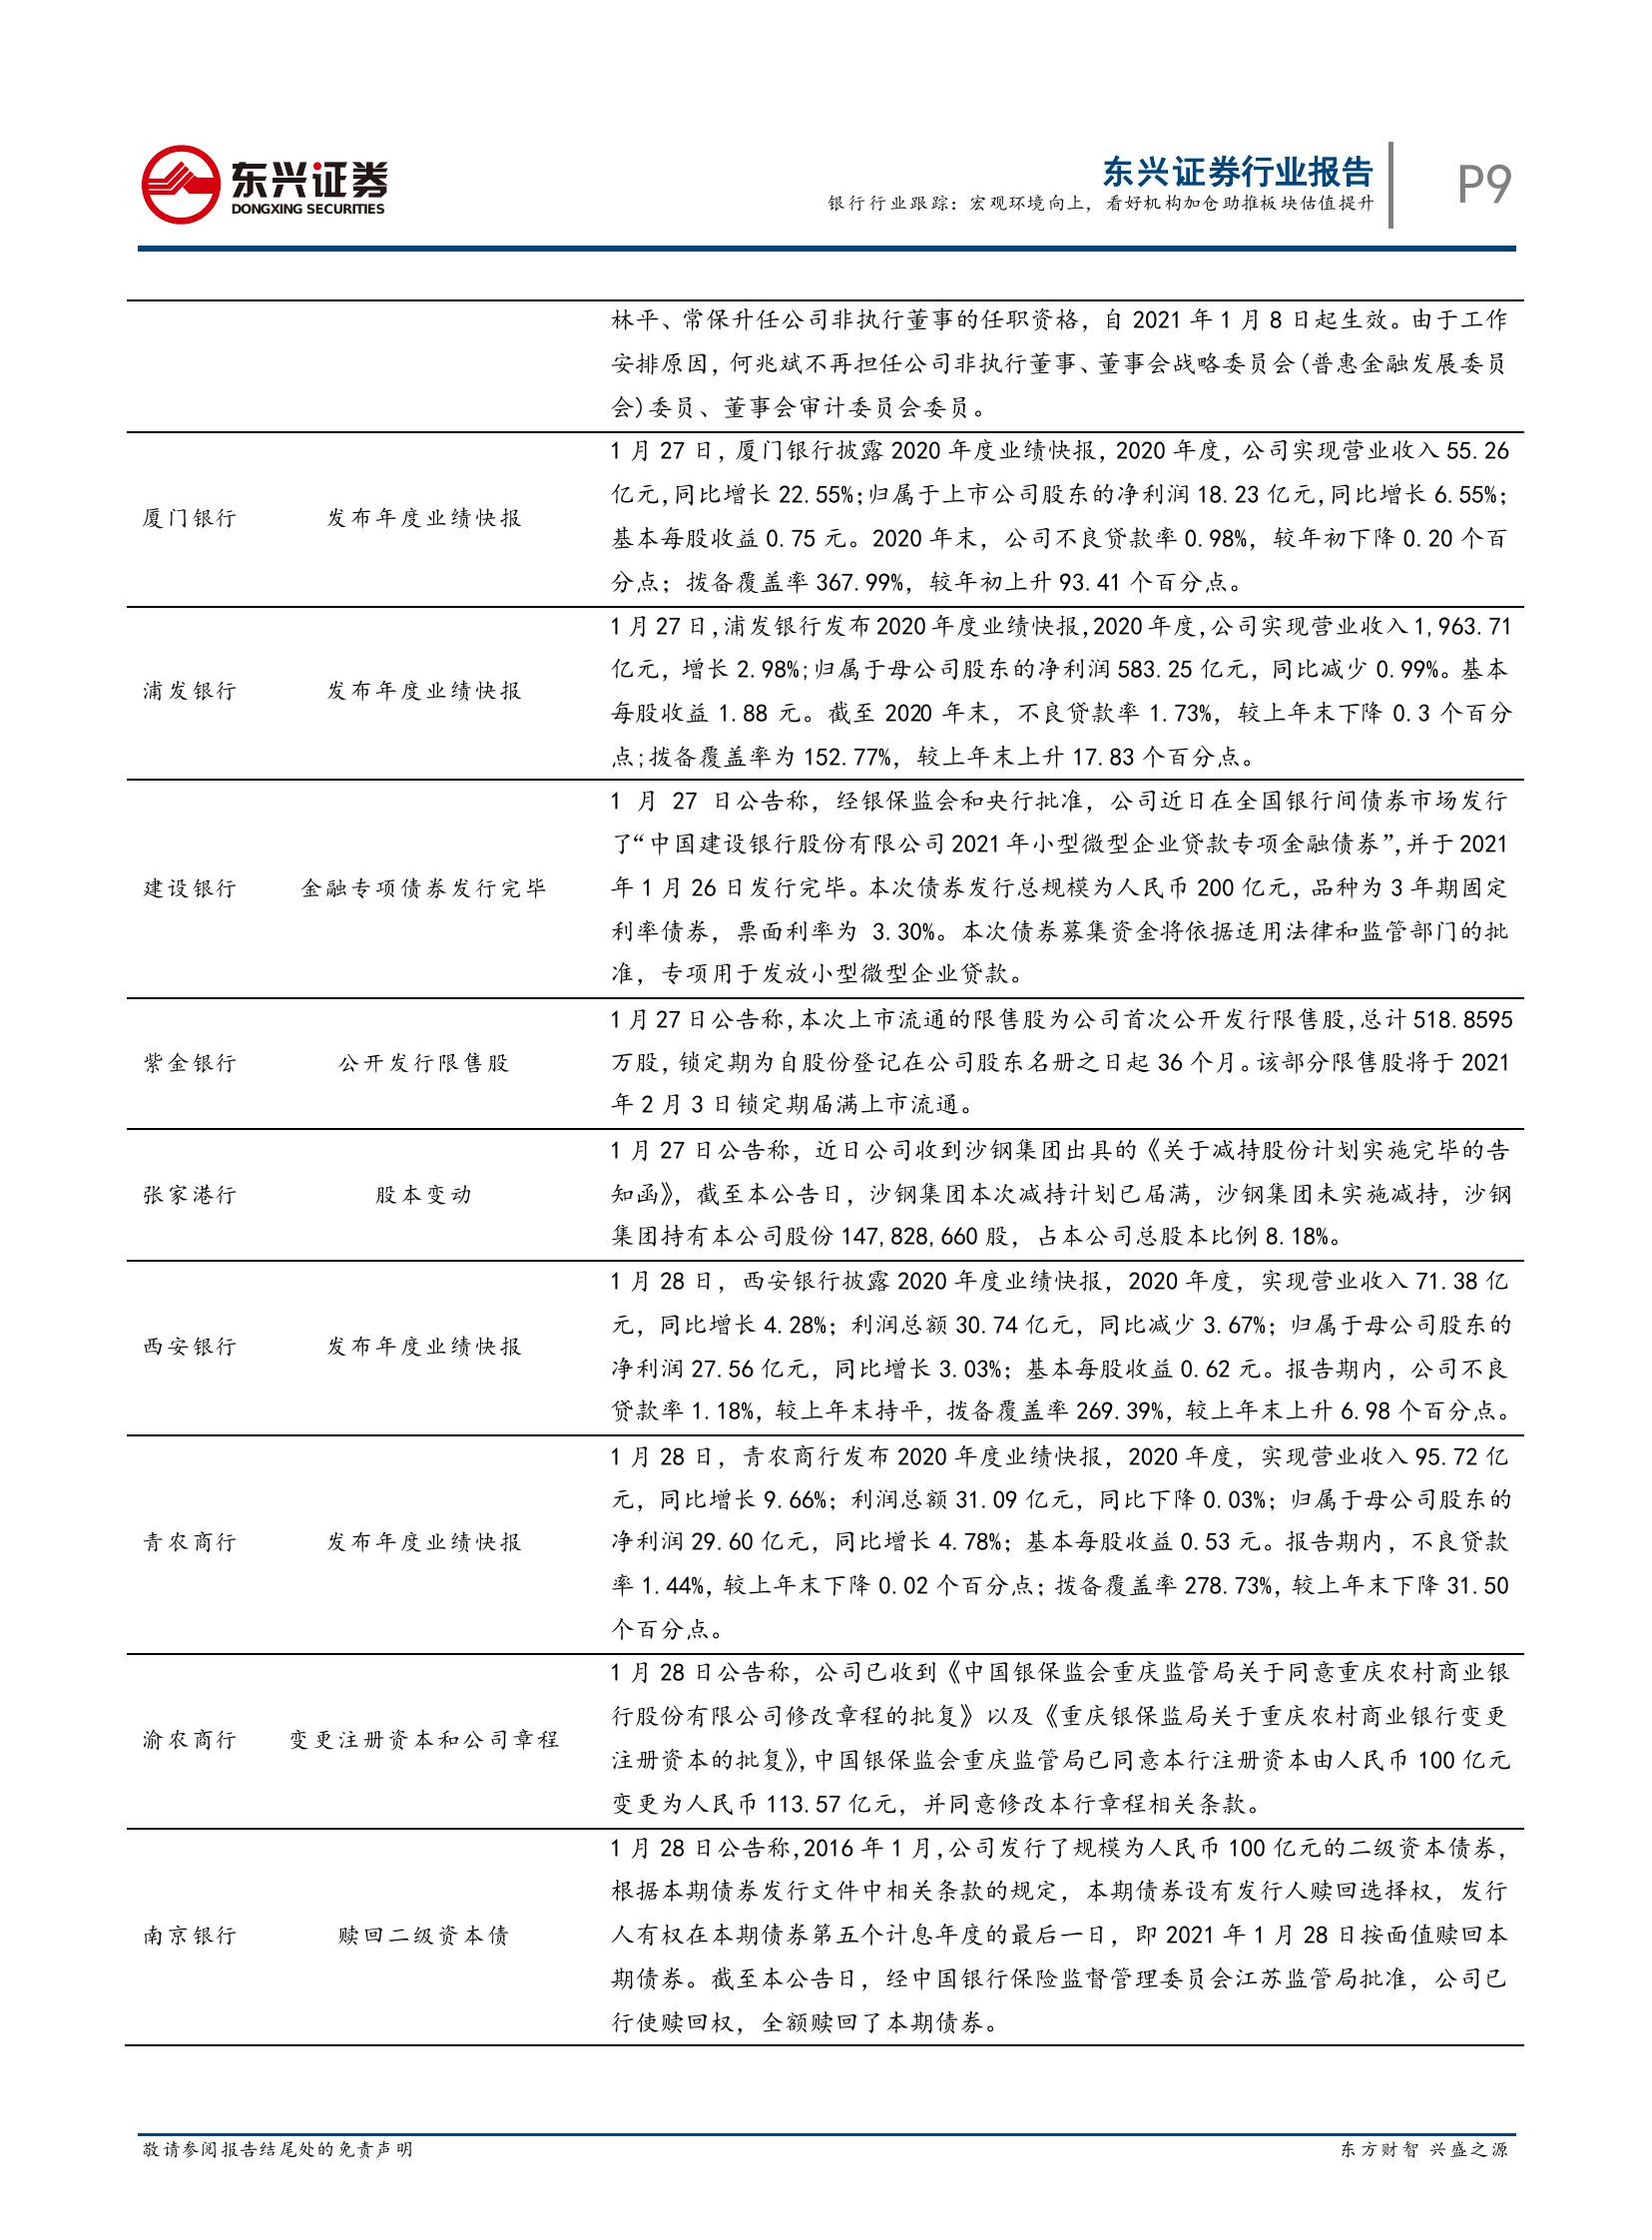 东兴证券
DONGXING SECURITIES
东兴证券行业报告
银行行业跟踪：宏观环境向上，看好机构加仓助推板块估值提升
P9
林平、常保升任公司非执行董事的任职资格，自 2021 年 1 月 8 日起生效。由于工作
安排原因，何兆斌不再担任公司非执行董事、董事会战略委员会(普惠金融发展委员
会)委员、董事会审计委员会委员。
厦门银行
发布年度业绩快报
1 月 27 日，厦门银行披露 2020 年度业绩快报，2020 年度，公司实现营业收入 55.26
亿元,同比增长 22.55%;归属于上市公司股东的净利润 18.23 亿元,同比增长 6.55%;
基本每股收益 0.75 元。2020 年末，公司不良贷款率 0.98%，较年初下降 0.20 个百
分点；拨备覆盖率 367.99%，较年初上升 93.41 个百分点。
浦发银行
发布年度业绩快报
1 月 27 日,浦发银行发布 2020 年度业绩快报,2020 年度,公司实现营业收入 1,963.71
亿元，增长 2.98%;归属于母公司股东的净利润 583.25 亿元，同比减少 0.99%。基本
每股收益 1.88 元。截至 2020 年末，不良贷款率 1.73%，较上年末下降 0.3 个百分
点;拨备覆盖率为 152.77%，较上年末上升 17.83 个百分点。
建设银行
金融专项债券发行完毕
1 月 27 日公告称，经银保监会和央行批准，公司近日在全国银行间债券市场发行
了“中国建设银行股份有限公司 2021 年小型微型企业贷款专项金融债券”,并于 2021
年 1 月 26 日发行完毕。本次债券发行总规模为人民币 200 亿元，品种为 3 年期固定
利率债券，票面利率为 3.30%。本次债券募集资金将依据适用法律和监管部门的批
准，专项用于发放小型微型企业贷款。
紫金银行
公开发行限售股
1 月 27 日公告称,本次上市流通的限售股为公司首次公开发行限售股,总计 518.8595
万股，锁定期为自股份登记在公司股东名册之日起 36 个月。该部分限售股将于 2021
年 2 月 3 日锁定期届满上市流通。
张家港行
股本变动
1 月 27 日公告称，近日公司收到沙钢集团出具的《关于减持股份计划实施完毕的告
知函》，截至本公告日，沙钢集团本次减持计划已届满，沙钢集团未实施减持，沙钢
集团持有本公司股份 147,828,660 股，占本公司总股本比例 8.18%。
西安银行
发布年度业绩快报
1 月 28 日，西安银行披露 2020 年度业绩快报，2020 年度，实现营业收入 71.38 亿
元，同比增长 4.28%；利润总额 30.74 亿元，同比减少 3.67%；归属于母公司股东的
净利润 27.56 亿元，同比增长 3.03%；基本每股收益 0.62 元。报告期内，公司不良
贷款率 1.18%，较上年末持平，拨备覆盖率 269.39%，较上年末上升 6.98 个百分点。
青农商行
发布年度业绩快报
1 月 28 日，青农商行发布 2020 年度业绩快报，2020 年度，实现营业收入 95.72 亿
元，同比增长 9.66%；利润总额 31.09 亿元，同比下降 0.03%；归属于母公司股东的
净利润 29.60 亿元，同比增长 4.78%；基本每股收益 0.53 元。报告期内，不良贷款
率 1.44%，较上年末下降 0.02 个百分点；拨备覆盖率 278.73%，较上年末下降 31.50
个百分点。
渝农商行
变更注册资本和公司章程
1 月 28 日公告称，公司已收到《中国银保监会重庆监管局关于同意重庆农村商业银
行股份有限公司修改章程的批复》以及《重庆银保监局关于重庆农村商业银行变更
注册资本的批复》，中国银保监会重庆监管局已同意本行注册资本由人民币 100 亿元
变更为人民币 113.57 亿元，并同意修改本行章程相关条款。
南京银行
赎回二级资本债
1 月 28 日公告称,2016 年 1 月,公司发行了规模为人民币 100 亿元的二级资本债券，
根据本期债券发行文件中相关条款的规定，本期债券设有发行人赎回选择权，发行
人有权在本期债券第五个计息年度的最后一日，即 2021 年 1 月 28 日按面值赎回本
期债券。截至本公告日，经中国银行保险监督管理委员会江苏监管局批准，公司已
行使赎回权，全额赎回了本期债券。
敬请参阅报告结尾处的免责声明
东方财智 兴盛之源